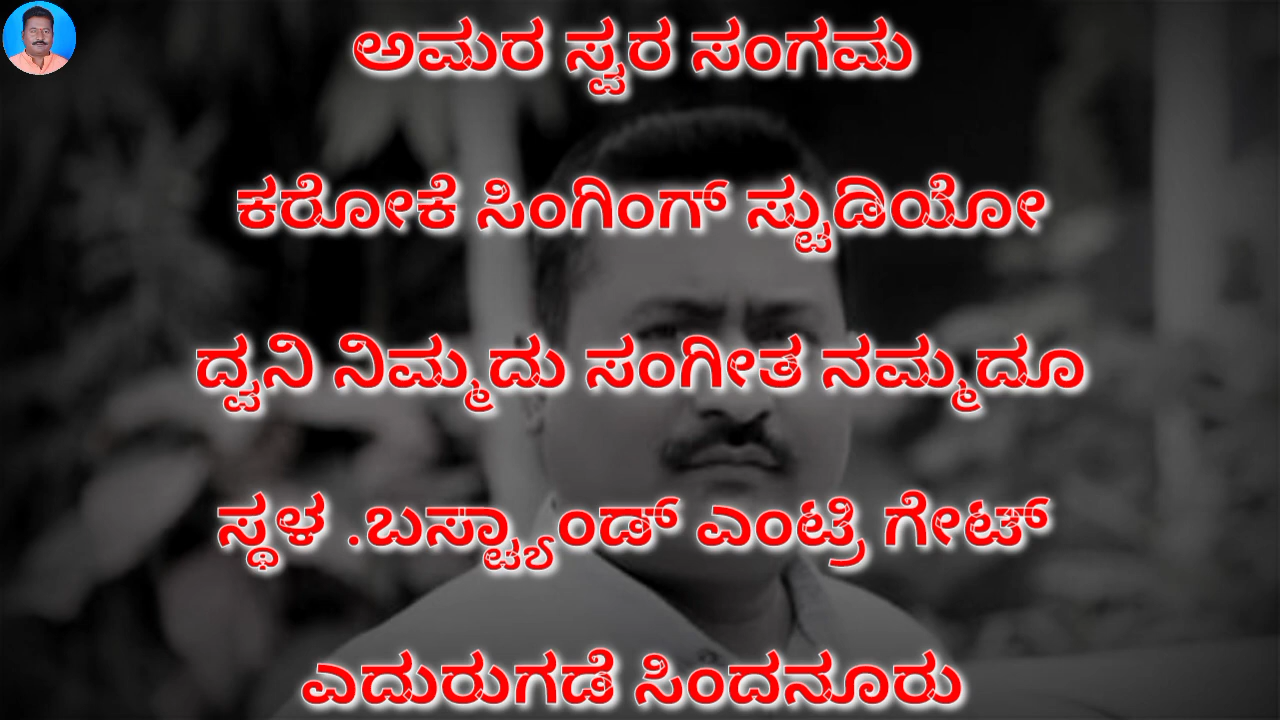 ಅಮರ ಸ್ವರ ಸಂಗಮ
ಕರೋಕೆ ಸಿಂಗಿಂಗ್ ಸ್ಟುಡಿಯೋ
ದ್ವನಿ ನಿಮ್ಮದು ಸಂಗೀತ ನಮ್ಮದೂ
ಸ್ಥಳ .ಬಸ್ಟ್ಯಾಂಡ್ ಎಂಟ್ರಿ ಗೇಟ್
ಎದುರುಗಡೆ ಸಿಂದನೂರು